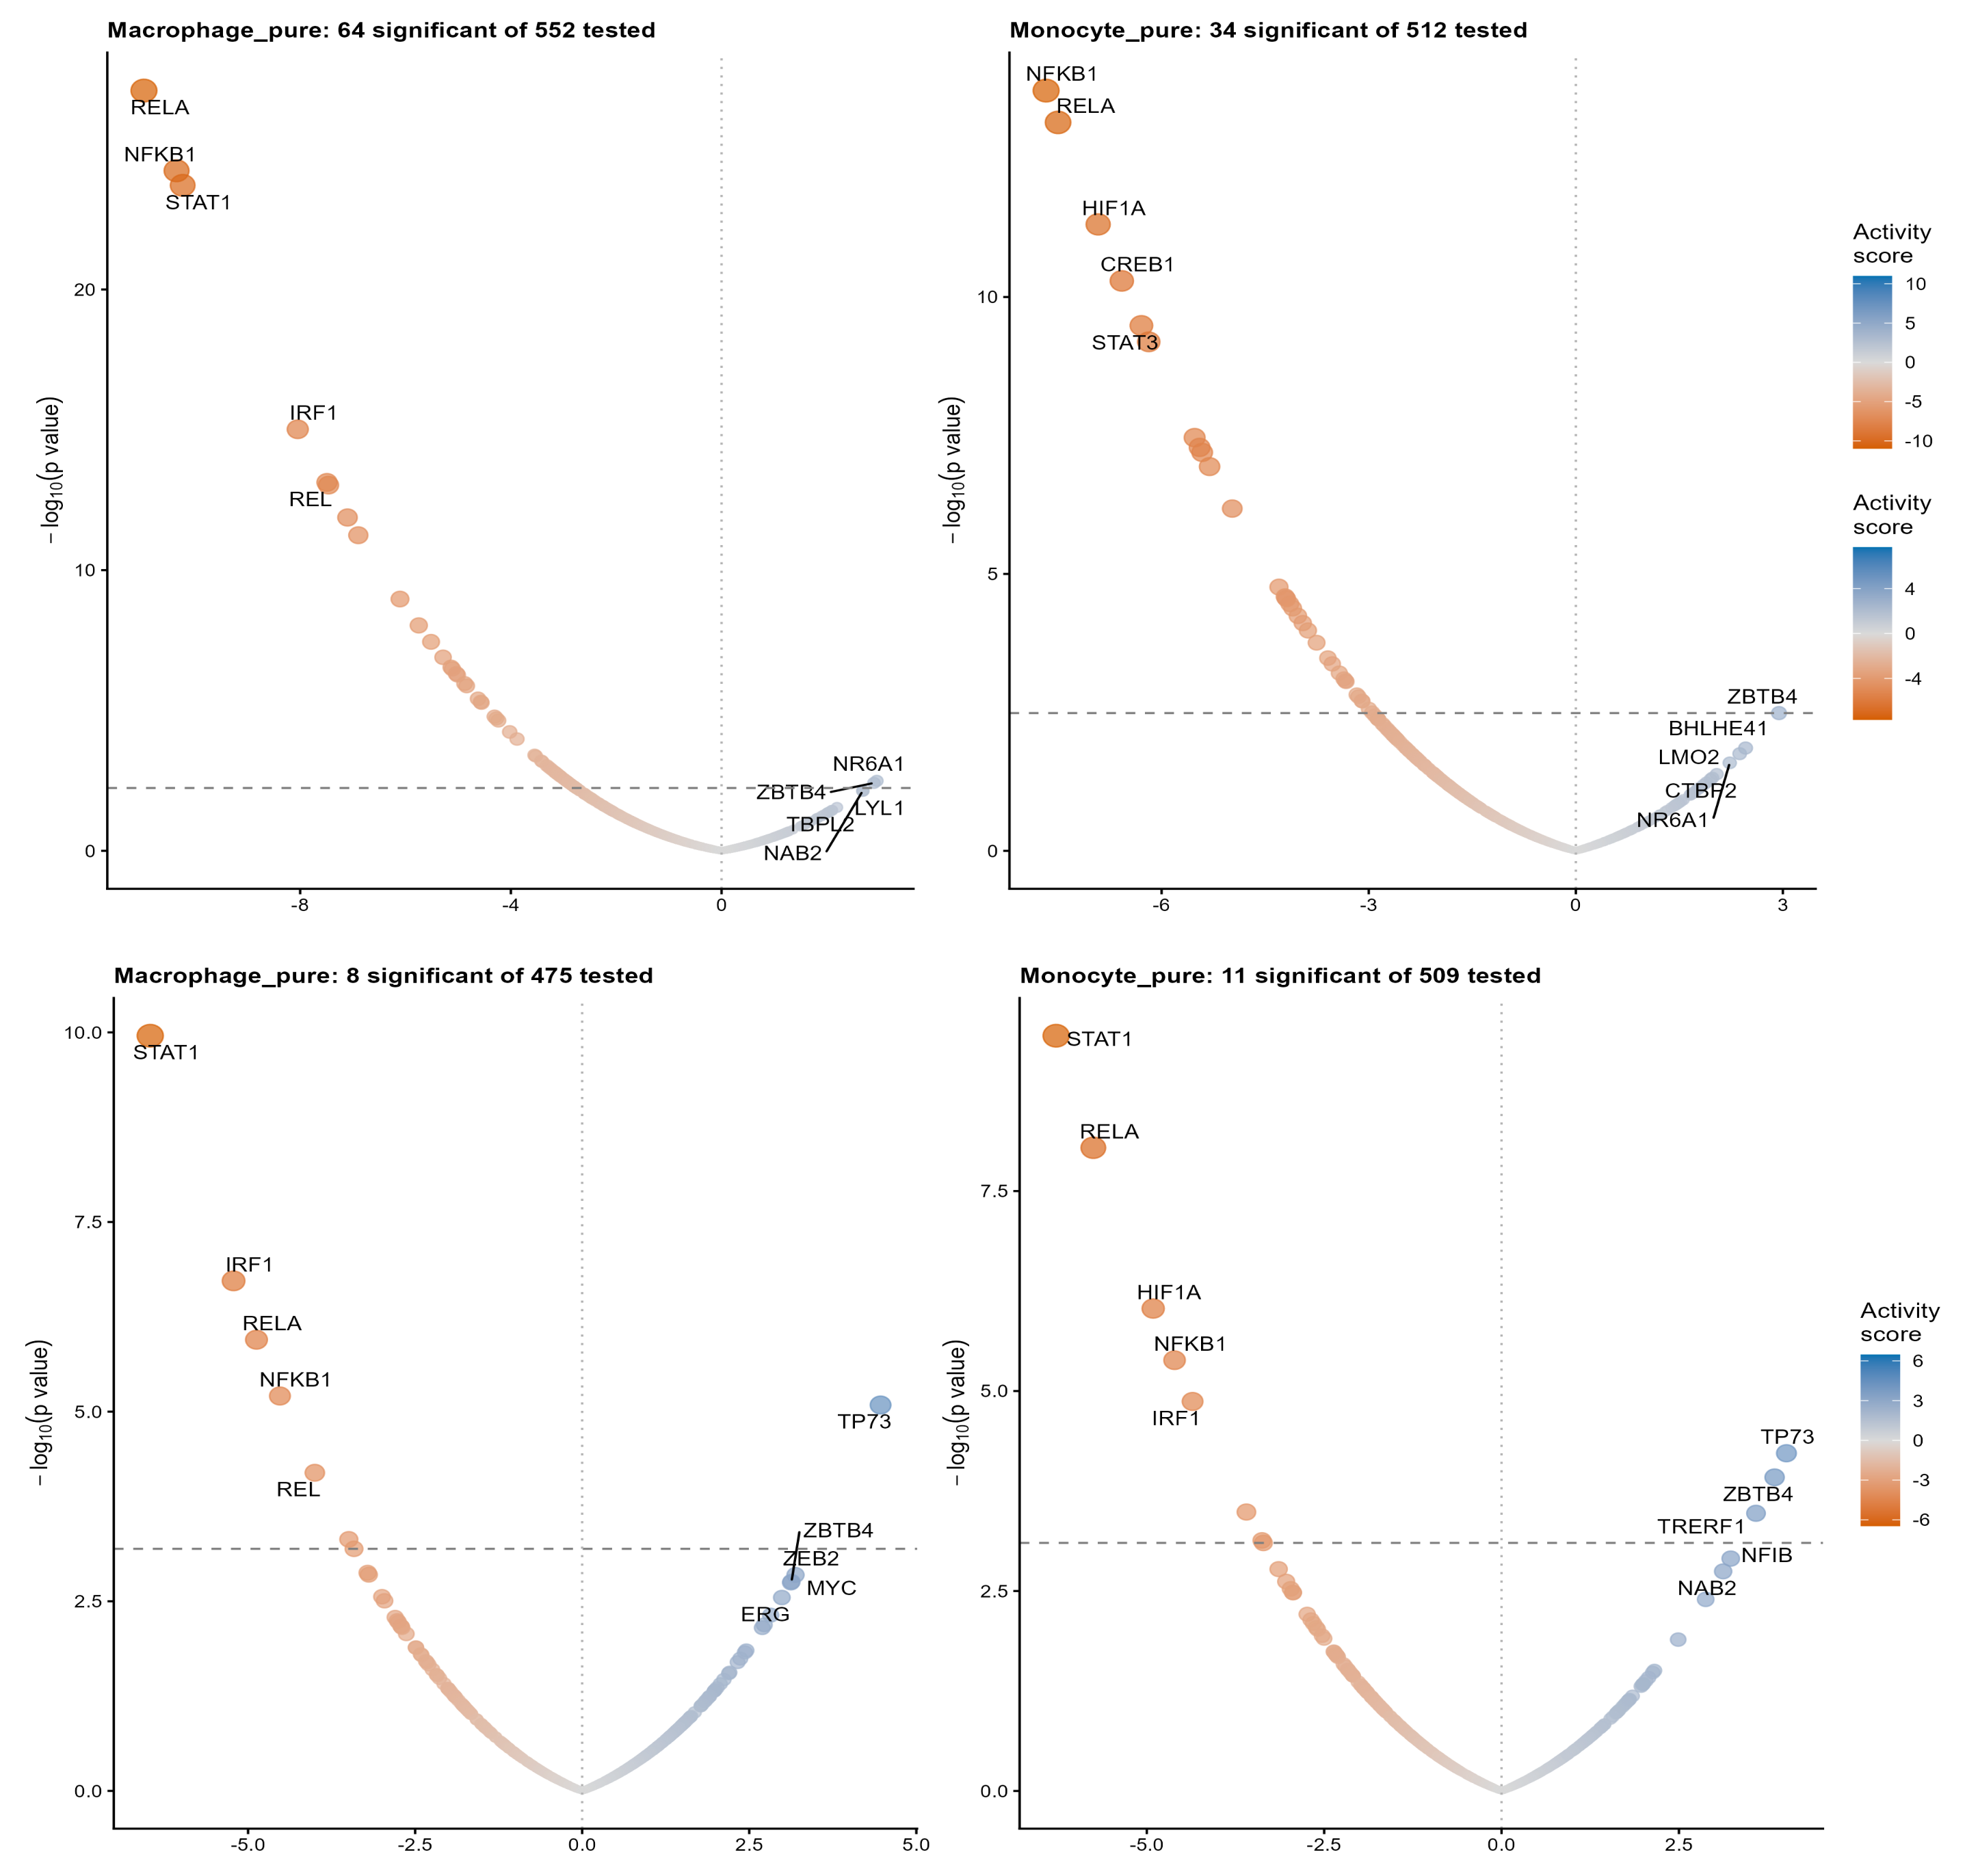 Macrophage_pure: 64 significant of 552 tested
RELA
NFKB1
STAT1
IRF1
REL
NR6A1
ZBTB4
LYL1
TBPL2
NAB2
− log10(p value)
20
10
0
-8
-4
0
Monocyte_pure: 34 significant of 512 tested
NFKB1
RELA
HIF1A
CREB1
STAT3
ZBTB4
BHLHE41
LMO2
CTBP2
NR6A1
− log10(p value)
10
5
0
-6
-3
0
3
Activity
score
10
5
0
-5
-10
Activity
score
4
0
-4
Macrophage_pure: 8 significant of 475 tested
STAT1
IRF1
RELA
NFKB1
REL
TP73
ZBTB4
ZEB2
MYC
ERG
− log10(p value)
10.0
7.5
5.0
2.5
0.0
-5.0
-2.5
0.0
2.5
5.0
Monocyte_pure: 11 significant of 509 tested
STAT1
RELA
HIF1A
NFKB1
IRF1
TP73
ZBTB4
TRERF1
NFIB
NAB2
− log10(p value)
7.5
5.0
2.5
0.0
-5.0
-2.5
0.0
2.5
Activity
score
6
3
0
-3
-6